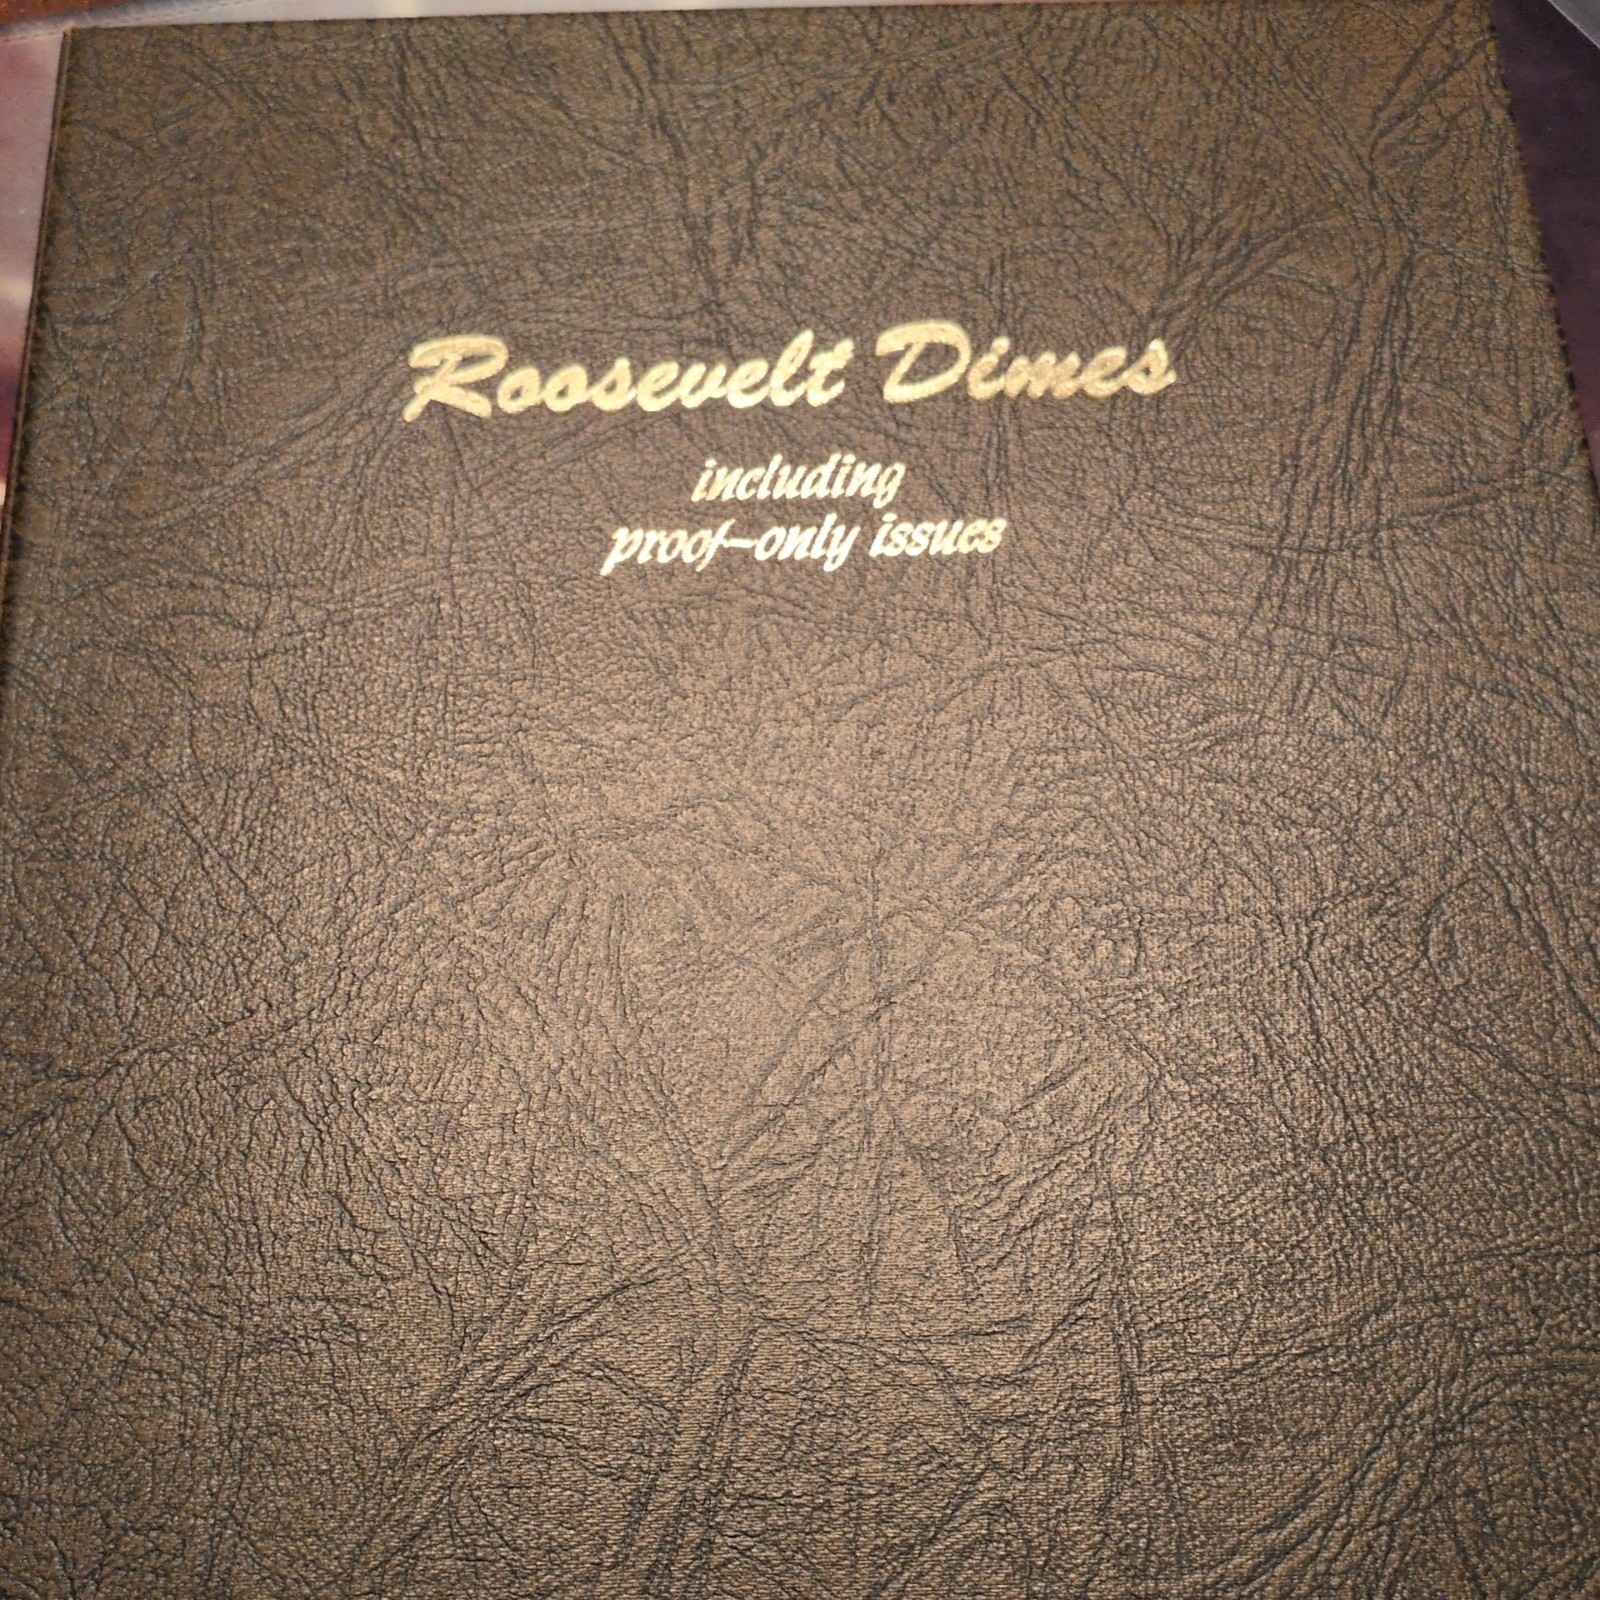 Roosevelt Dimes
including
proof-only issues